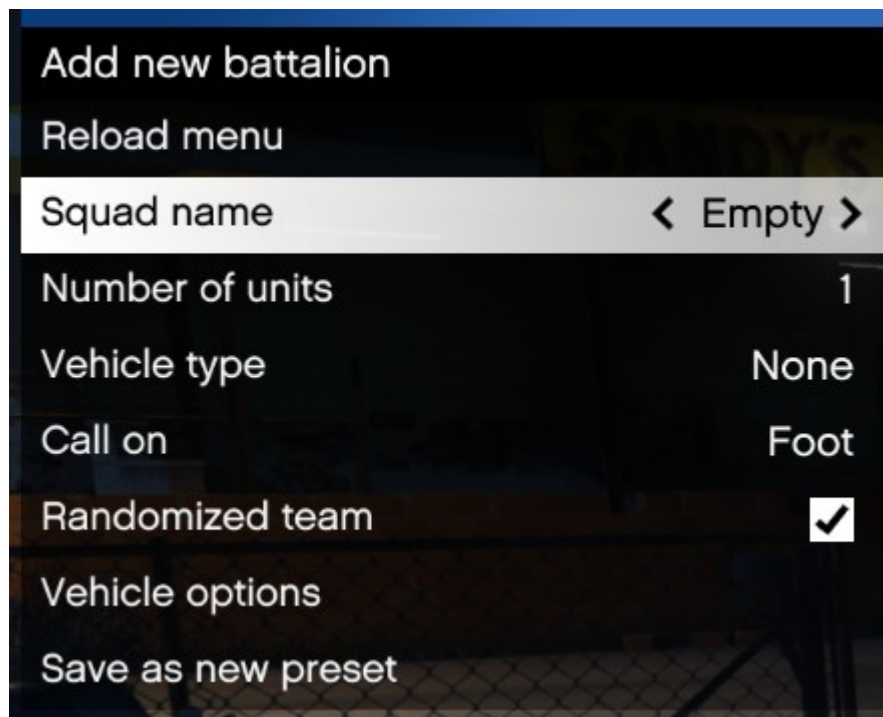 Add new battalion
Reload menu
SANDY'S
Squad name < Empty >
Number of units 1
Vehicle type None
Call on Foot
Randomized team
Vehicle options
Save as new preset